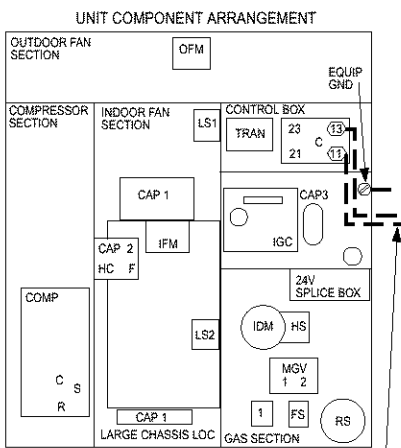 UNIT COMPONENT ARRANGEMENT
OUTDOOR FAN
SECTION
OFM
EQUIP
GND
COMPRESSOR
SECTION
INDOOR FAN
SECTION
LS1
CONTROL BOX
TRAN
23
13
C
21
11
CAP 1
CAP3
IGC
IFM
CAP 2
HC F
24V
SPLICE BOX
COMP
C
S
R
LS2
IDM
HS
MGV
1 2
CAP 1
LARGE CHASSIS LOC
1
FS
RS
GAS SECTION